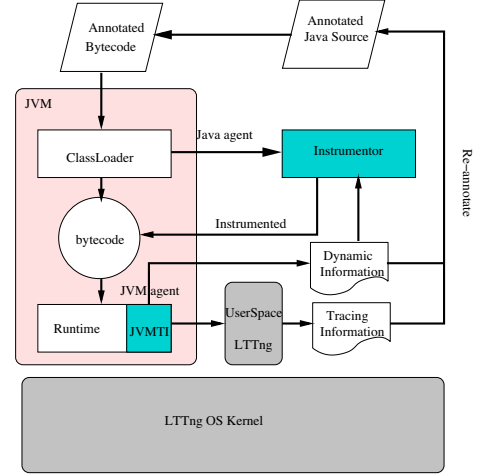 Annotated
Bytecode
Annotated
Java Source
JVM
Java agent
ClassLoader
Instrumentor
Re-annotate
Instrumented
bytecode
Dynamic
Information
JVM agent
UserSpace
LTTng
Runtime
JVMTI
Tracing
Information
LTTng OS Kernel